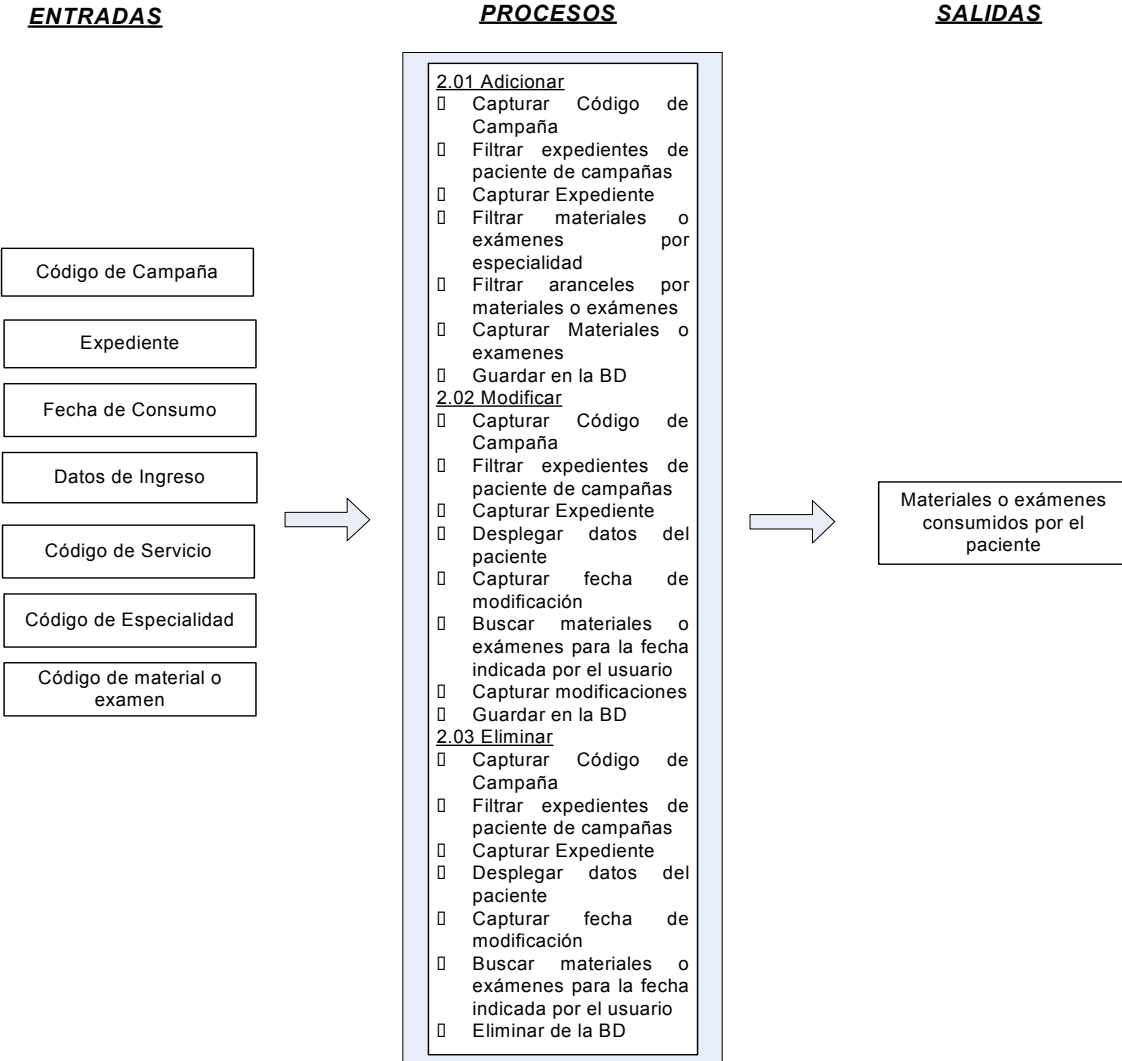 ENTRADAS
PROCESOS
SALIDAS
Código de Campaña
Expediente
Fecha de Consumo
Datos de Ingreso
Código de Servicio
Código de Especialidad
Código de material o
examen
2.01 Adicionar
Capturar Código de
Campaña
Filtrar expedientes de
paciente de campañas
Capturar Expediente
Filtrar materiales o
exámenes por
especialidad
Filtrar aranceles por
materiales o exámenes
Capturar Materiales o
examenes
Guardar en la BD
2.02 Modificar
Capturar Código de
Campaña
Filtrar expedientes de
paciente de campañas
Capturar Expediente
Desplegar datos del
paciente
Capturar fecha de
modificación
Buscar materiales o
exámenes para la fecha
indicada por el usuario
Capturar modificaciones
Guardar en la BD
2.03 Eliminar
Capturar Código de
Campaña
Filtrar expedientes de
paciente de campañas
Capturar Expediente
Desplegar datos del
paciente
Capturar fecha de
modificación
Buscar materiales o
exámenes para la fecha
indicada por el usuario
Eliminar de la BD
Materiales o exámenes
consumidos por el
paciente